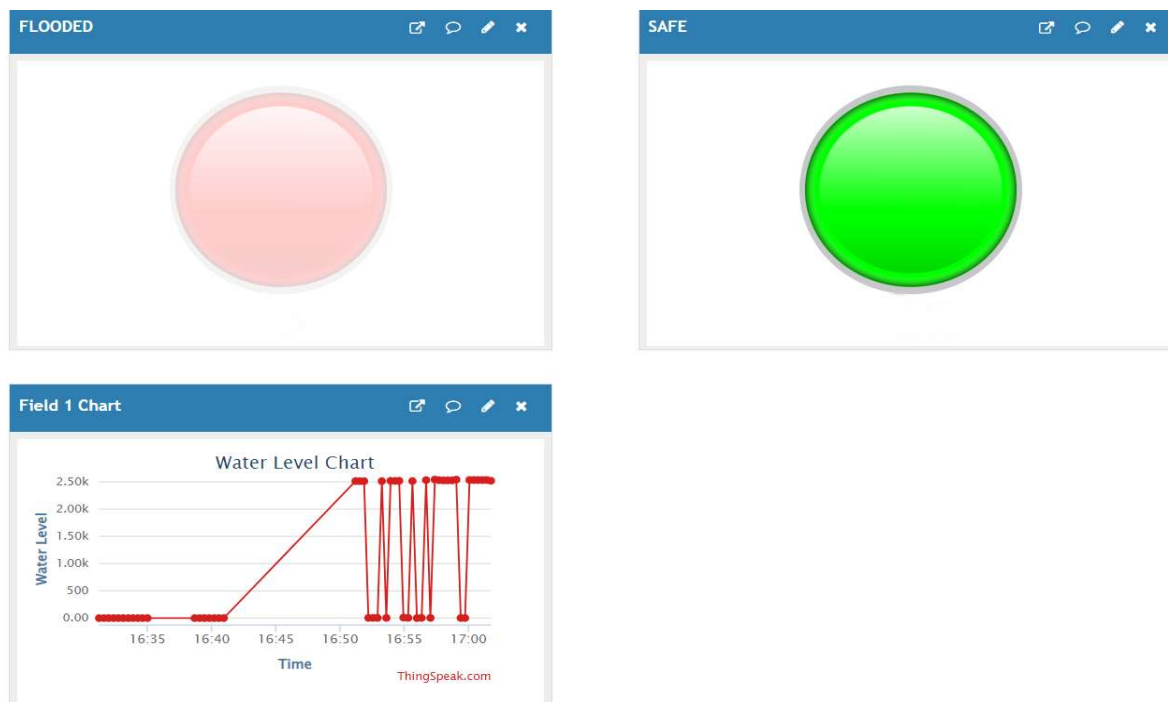 FLOODED
SAFE
Field 1 Chart
Water Level Chart
Water Level
2.50k
2.00k
1.50k
1.00k
500
0.00
16:35 16:40 16:45 16:50 16:55 17:00
Time
ThingSpeak.com